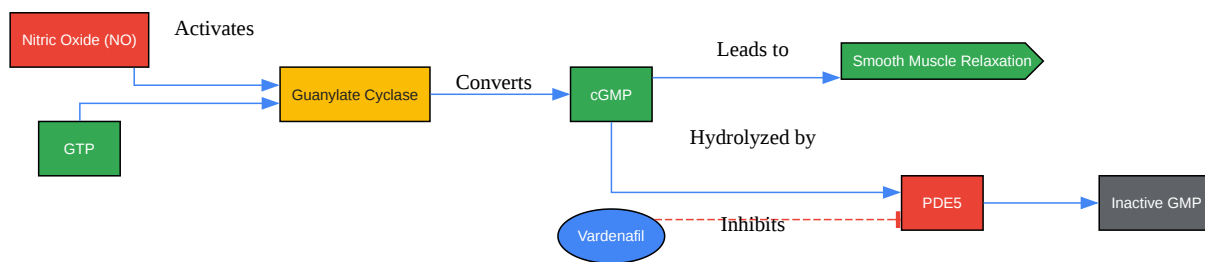 Nitric Oxide (NO)
Activates
Guanylate Cyclase
GTP
Converts
cGMP
Leads to
Smooth Muscle Relaxation
Hydrolyzed by
PDE5
Inactive GMP
Vardenafil
Inhibits